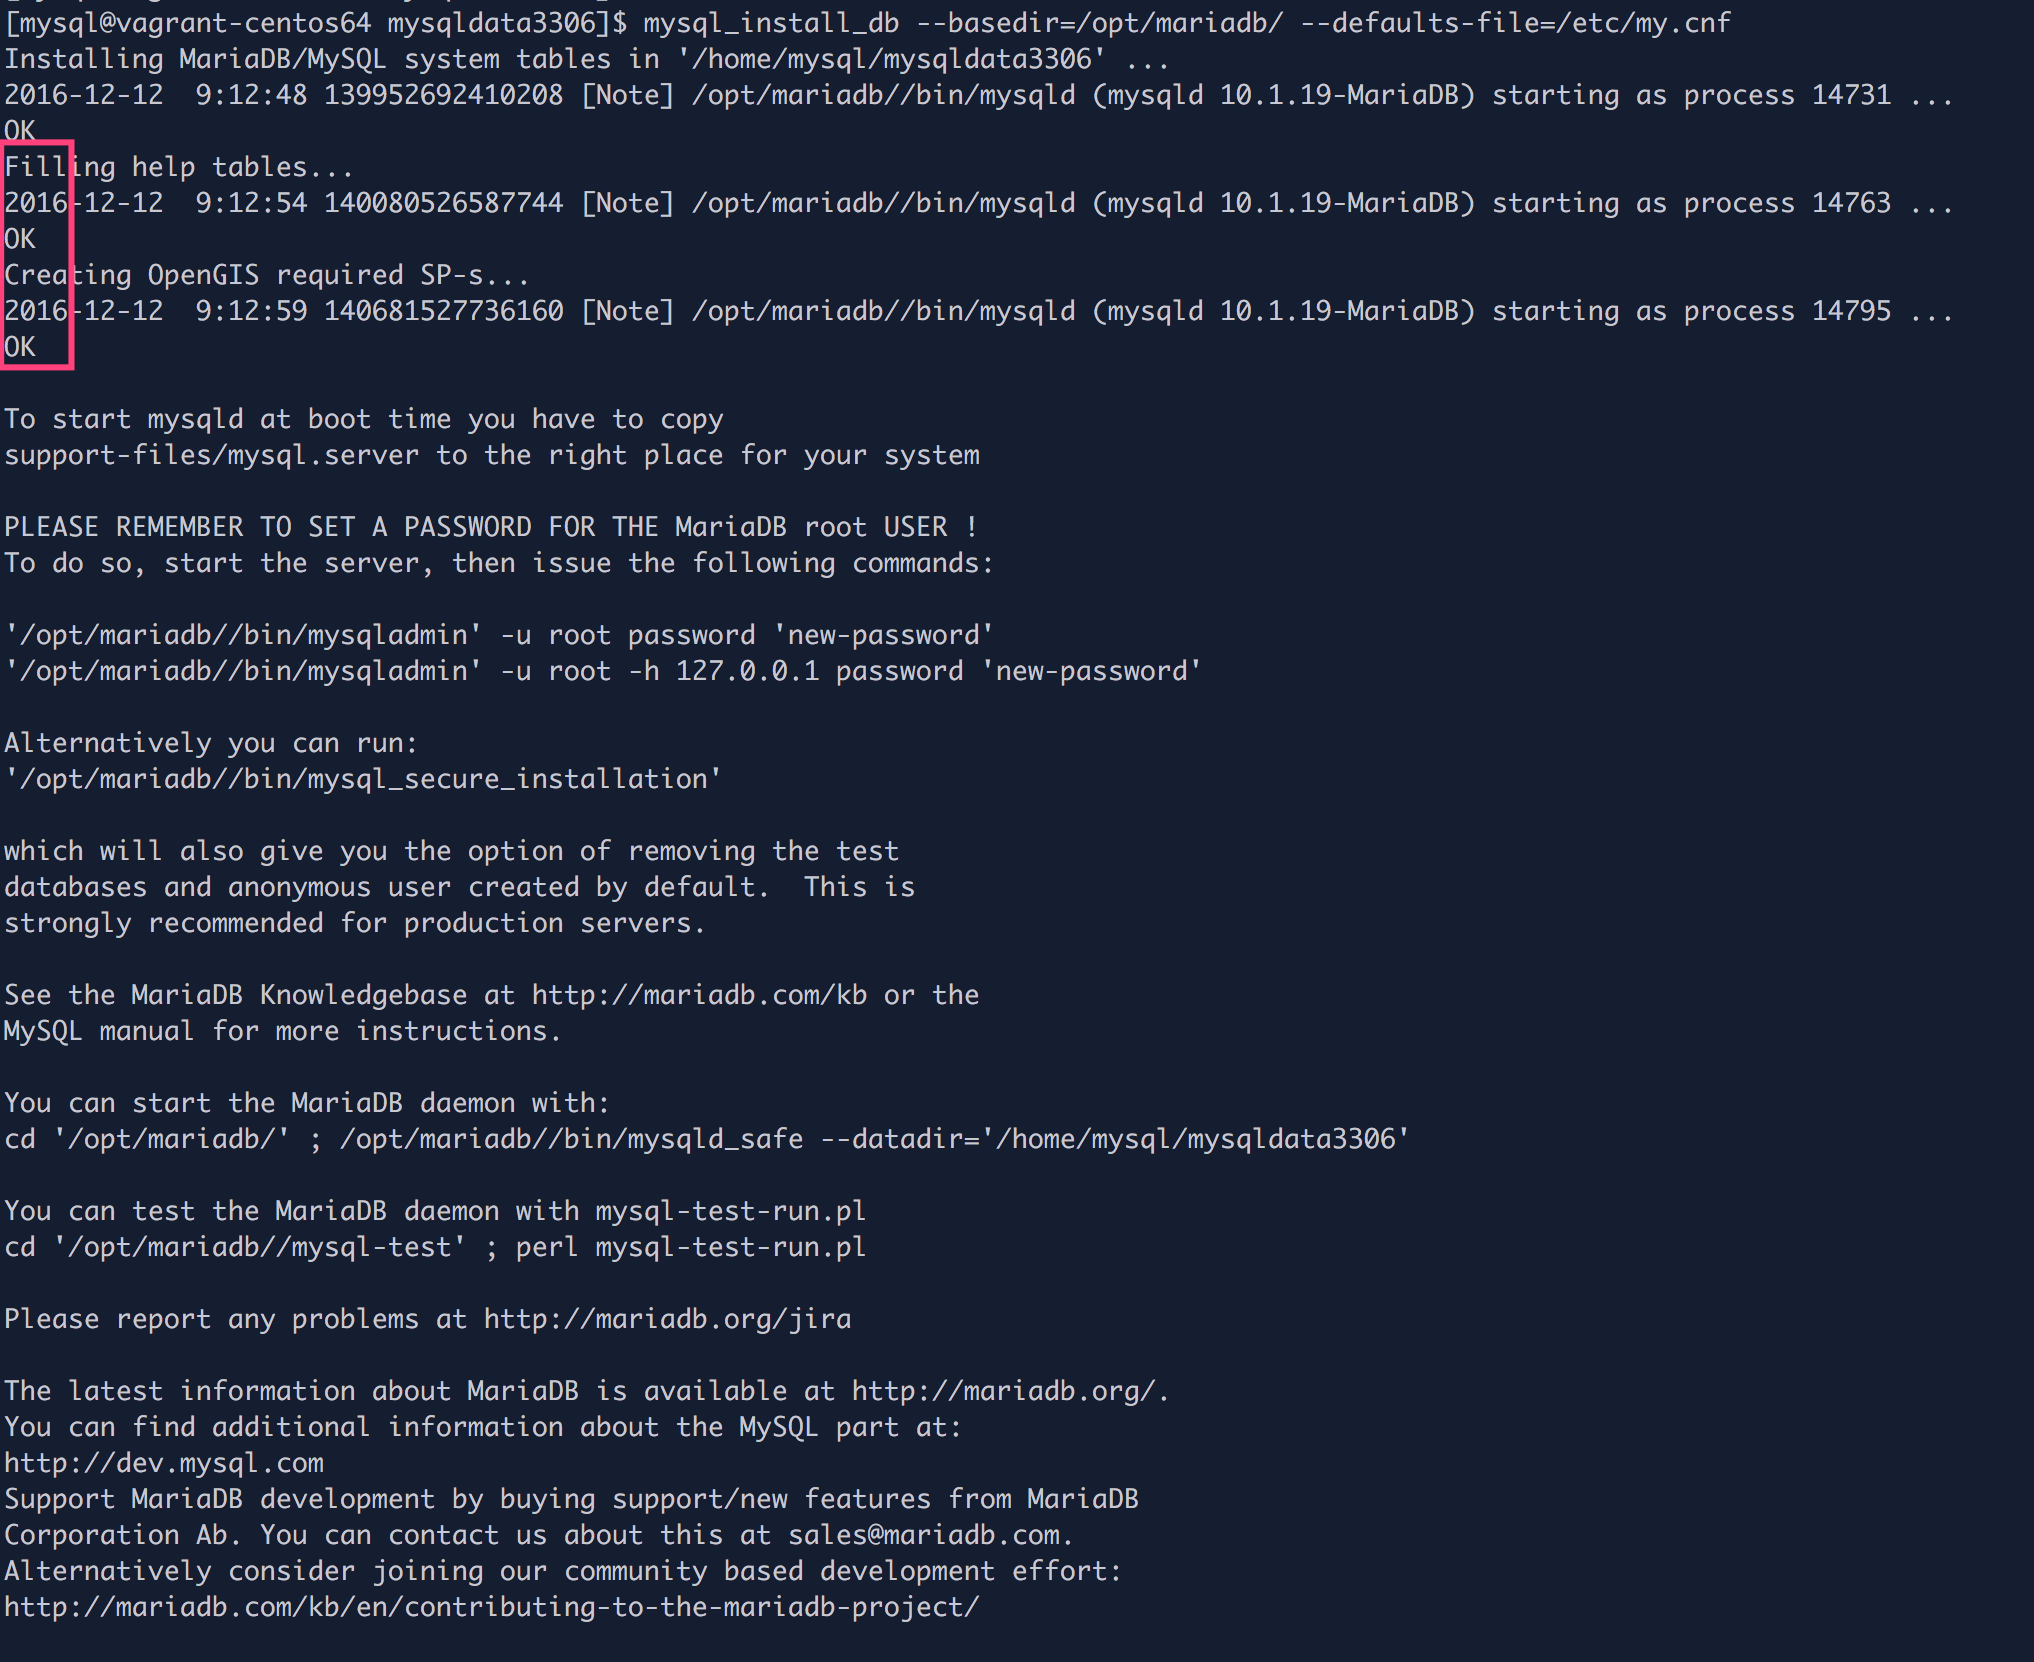 [mysql@vagrant-centos64 mysqldata3306]$ mysql_install_db --basedir=/opt/mariadb/ --defaults-file=/etc/my.cnf
Installing MariaDB/MySQL system tables in '/home/mysql/mysqldata3306' ...
2016-12-12  9:12:48 139952692410208 [Note] /opt/mariadb//bin/mysqld (mysqld 10.1.19-MariaDB) starting as process 14731 ...
OK
Filling help tables...
2016-12-12  9:12:54 140080526587744 [Note] /opt/mariadb//bin/mysqld (mysqld 10.1.19-MariaDB) starting as process 14763 ...
OK
Creating OpenGIS required SP-s...
2016-12-12  9:12:59 140681527736160 [Note] /opt/mariadb//bin/mysqld (mysqld 10.1.19-MariaDB) starting as process 14795 ...
OK
To start mysqld at boot time you have to copy
support-files/mysql.server to the right place for your system
PLEASE REMEMBER TO SET A PASSWORD FOR THE MariaDB root USER !
To do so, start the server, then issue the following commands:
'/opt/mariadb//bin/mysqladmin' -u root password 'new-password'
'/opt/mariadb//bin/mysqladmin' -u root -h 127.0.0.1 password 'new-password'
Alternatively you can run:
'/opt/mariadb//bin/mysql_secure_installation'
which will also give you the option of removing the test
databases and anonymous user created by default.  This is
strongly recommended for production servers.
See the MariaDB Knowledgebase at http://mariadb.com/kb or the
MySQL manual for more instructions.
You can start the MariaDB daemon with:
cd '/opt/mariadb/' ; /opt/mariadb//bin/mysqld_safe --datadir='/home/mysql/mysqldata3306'
You can test the MariaDB daemon with mysql-test-run.pl
cd '/opt/mariadb//mysql-test' ; perl mysql-test-run.pl
Please report any problems at http://mariadb.org/jira
The latest information about MariaDB is available at http://mariadb.org/.
You can find additional information about the MySQL part at:
http://dev.mysql.com
Support MariaDB development by buying support/new features from MariaDB
Corporation Ab. You can contact us about this at sales@mariadb.com.
Alternatively consider joining our community based development effort:
http://mariadb.com/kb/en/contributing-to-the-mariadb-project/